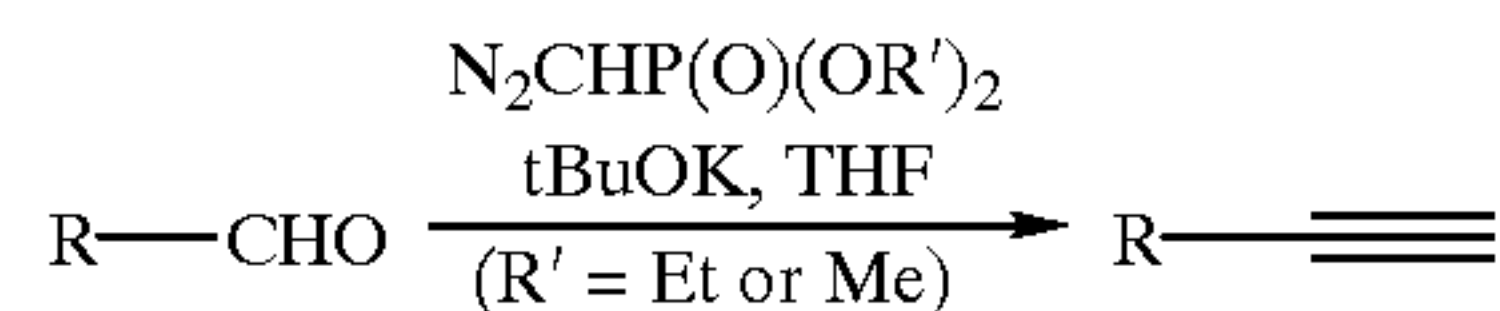 N₂CHP(O)(OR′)₂
tBuOK, THF
R—CHO R
(R′ = Et or Me)